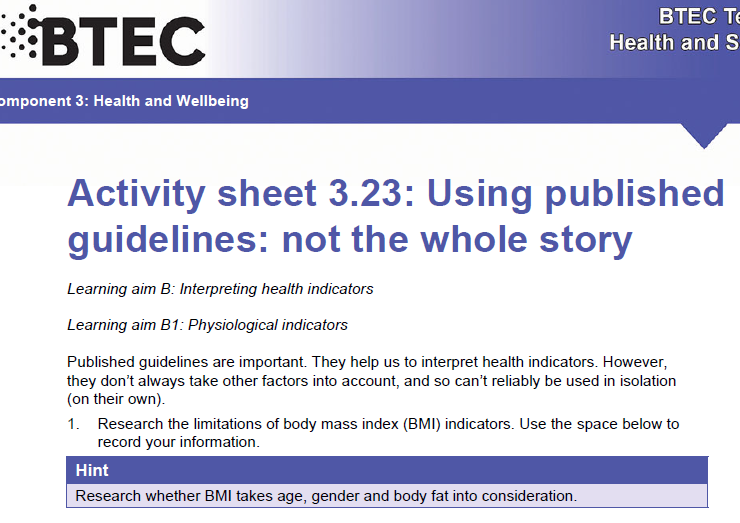 BTEC
BTEC Te
Health and S
omponent 3: Health and Wellbeing
Activity sheet 3.23: Using published
guidelines: not the whole story
Learning aim B: Interpreting health indicators
Learning aim B1: Physiological indicators
Published guidelines are important. They help us to interpret health indicators. However,
they don’t always take other factors into account, and so can’t reliably be used in isolation
(on their own).
1. Research the limitations of body mass index (BMI) indicators. Use the space below to
record your information.
Hint
Research whether BMI takes age, gender and body fat into consideration.